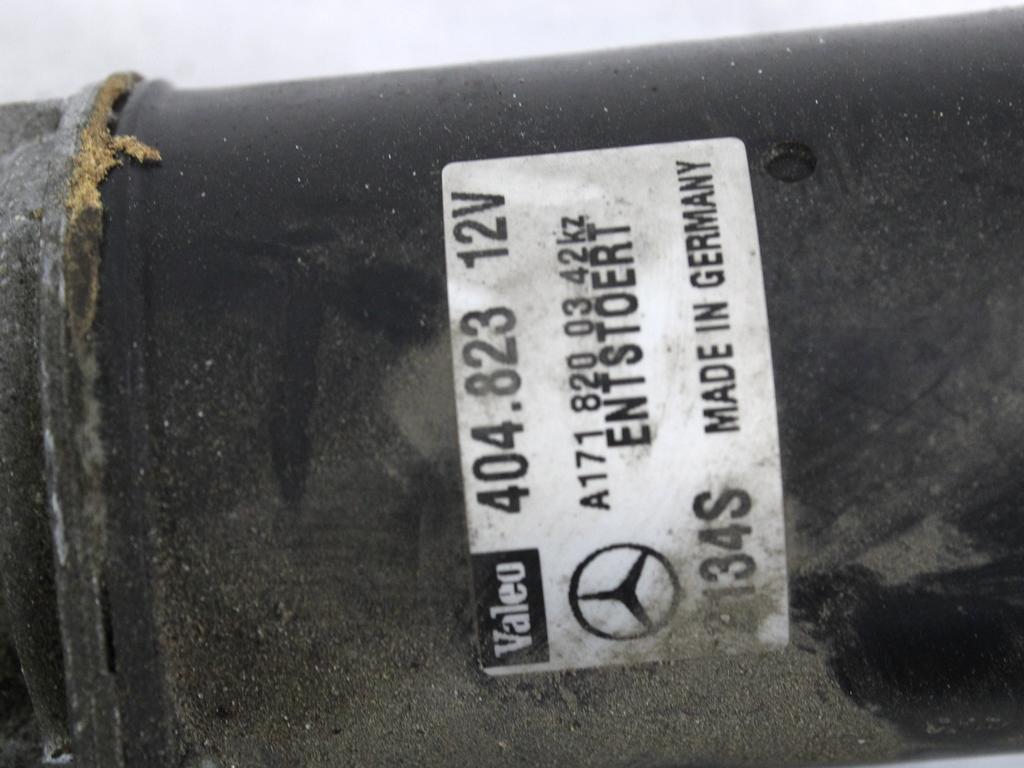 Valeo 404.823 12V
A171 820 03 42kz
ENTSTOERT
134S MADE IN GERMANY